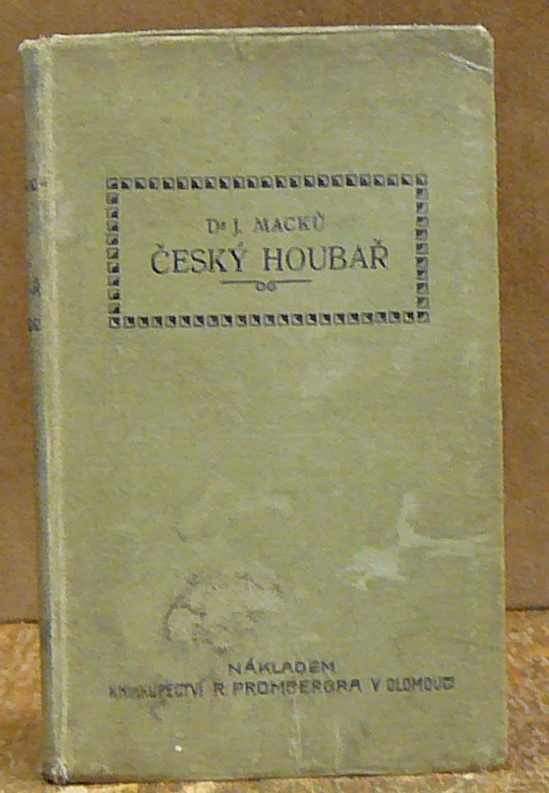 Dr J. MACKŮ
ČESKÝ HOUBAŘ
NÁKLADEM
KNIHKUPECTVÍ R. PROMBERGRA V OLOMOUCI